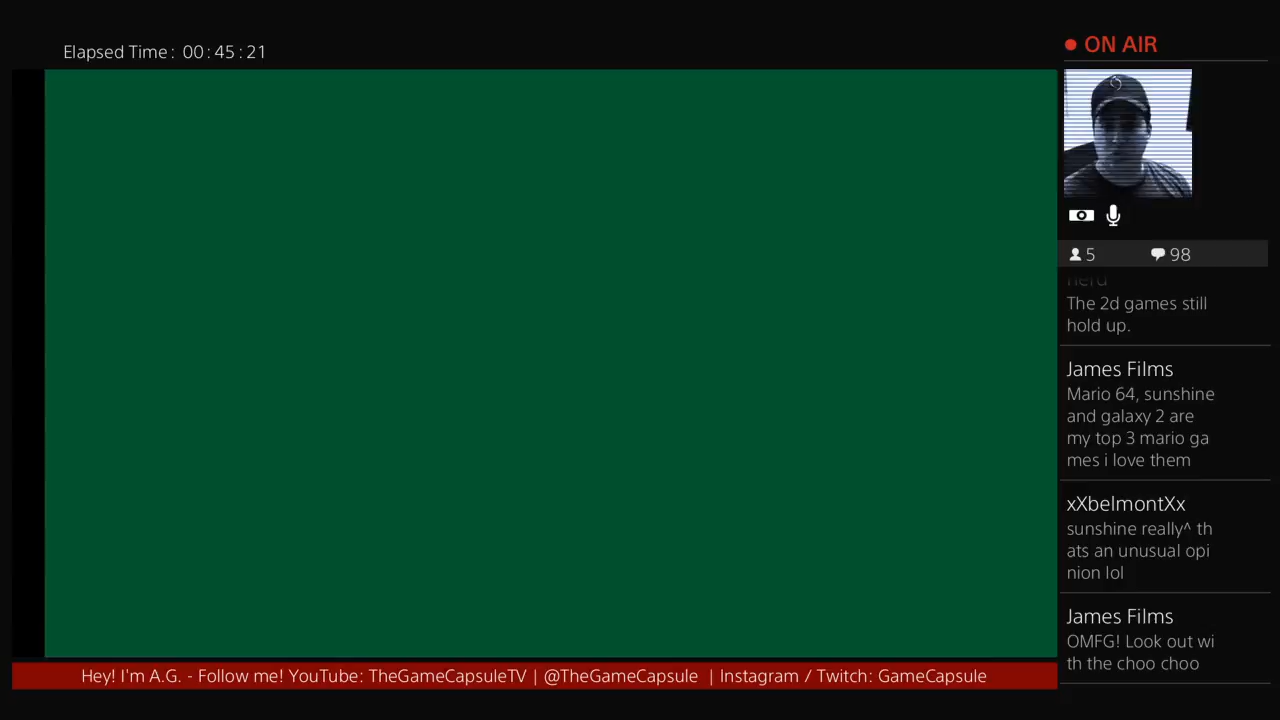 Elapsed Time: 00:45:21
ON AIR
5 98
nerd
The 2d games still
hold up.
James Films
Mario 64, sunshine
and galaxy 2 are
my top 3 mario ga
mes i love them
xXbelmontXx
sunshine really^ th
ats an unusual opi
nion lol
James Films
OMFG! Look out wi
th the choo choo
Hey! I'm A.G. - Follow me! YouTube: TheGameCapsuleTV | @TheGameCapsule | Instagram / Twitch: GameCapsule